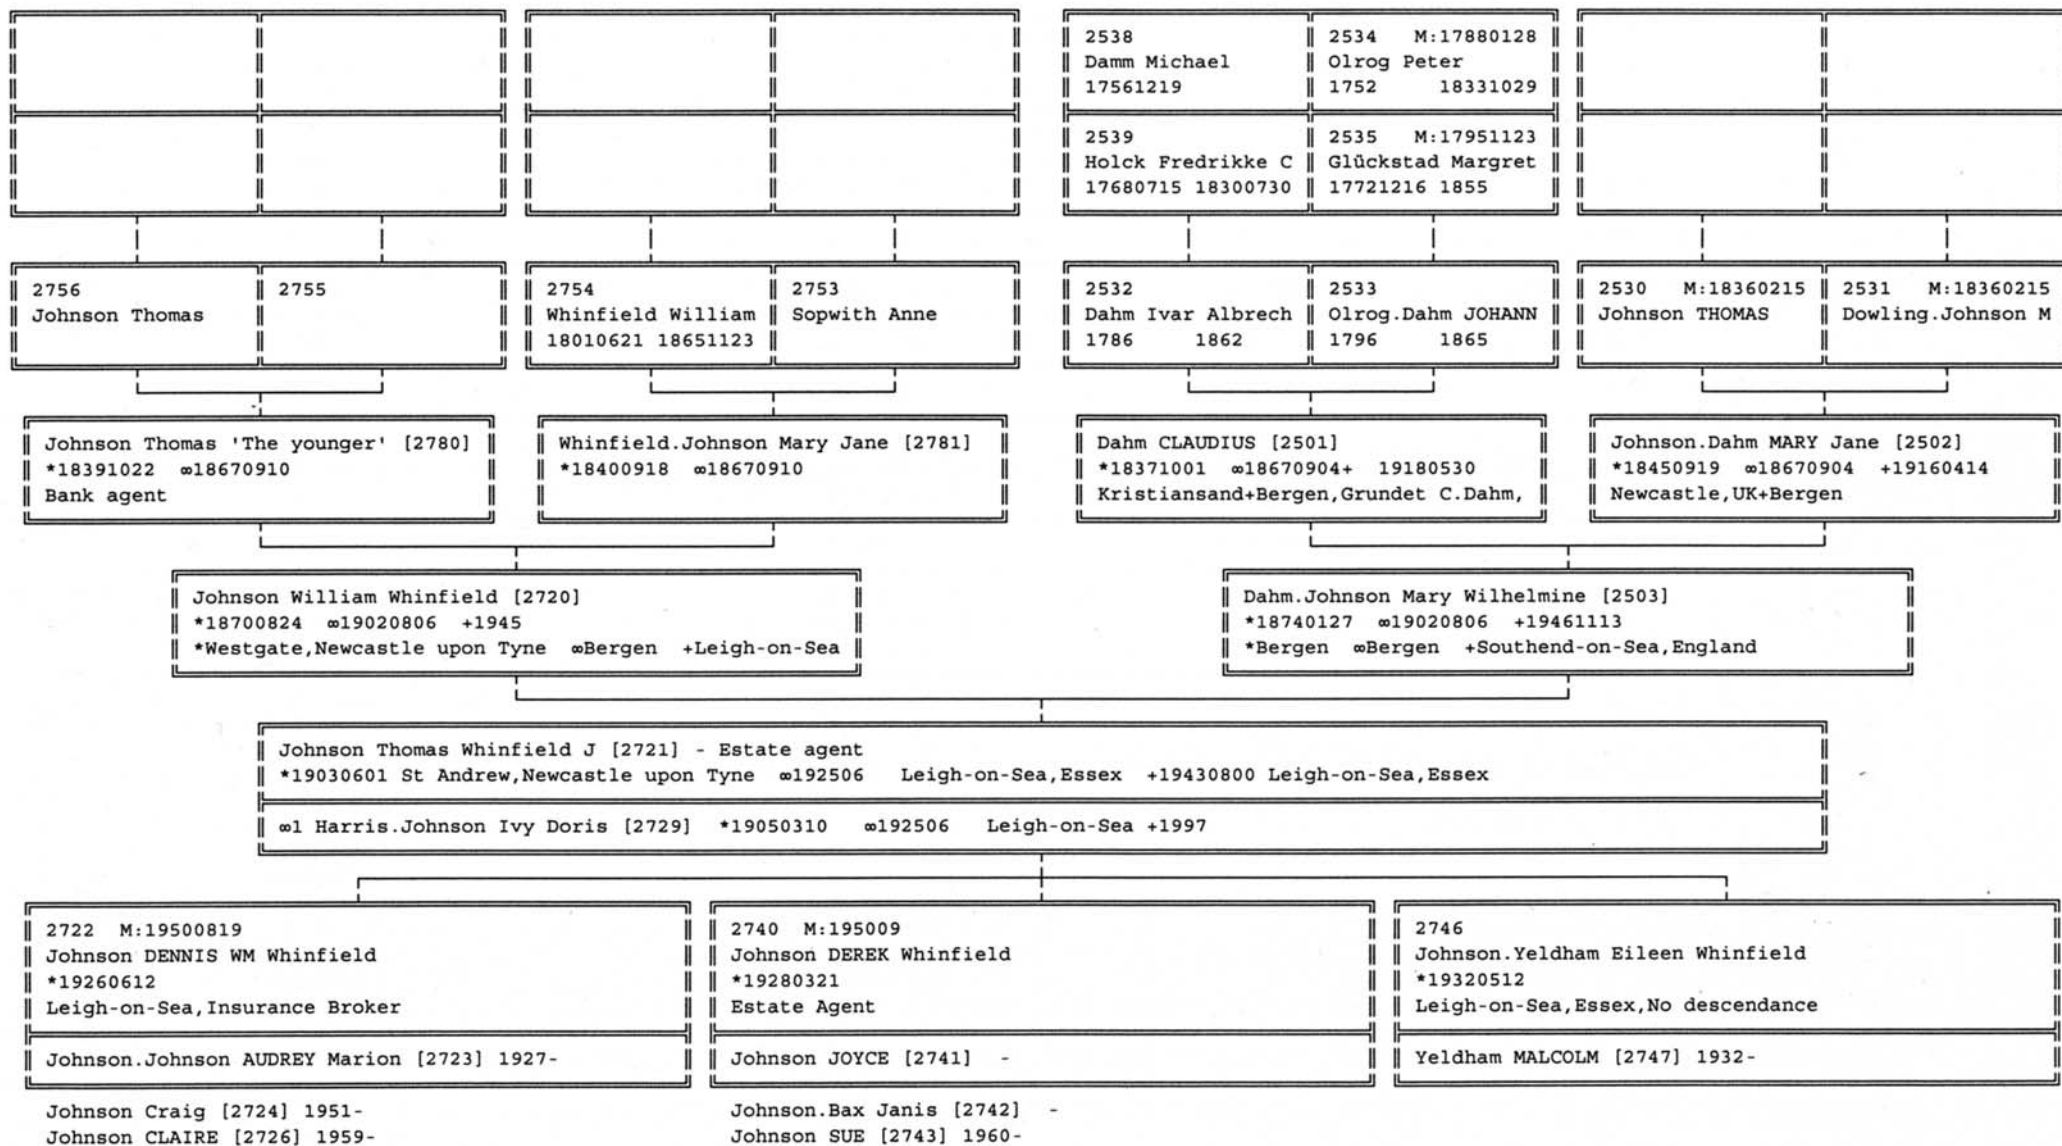 2538
Damm Michael
17561219
2534 M:17880128
Olrog Peter
1752 18331029
2539
Holck Fredrikke C
17680715 18300730
2535 M:17951123
Glückstad Margret
17721216 1855
2756
Johnson Thomas
2755
2754
Whinfield William
18010621 18651123
2753
Sopwith Anne
2532
Dahm Ivar Albrech
1786 1862
2533
Olrog.Dahm JOHANN
1796 1865
2530 M:18360215
Johnson THOMAS
2531 M:18360215
Dowling.Johnson M
Johnson Thomas 'The younger' [2780]
*18391022 ∞18670910
Bank agent
Whinfield.Johnson Mary Jane [2781]
*18400918 ∞18670910
Dahm CLAUDIUS [2501]
*18371001 ∞18670904+ 19180530
Kristiansand+Bergen,Grundet C.Dahm,
Johnson.Dahm MARY Jane [2502]
*18450919 ∞18670904 +19160414
Newcastle,UK+Bergen
Johnson William Whinfield [2720]
*18700824 ∞19020806 +1945
*Westgate,Newcastle upon Tyne ∞Bergen +Leigh-on-Sea
Dahm.Johnson Mary Wilhelmine [2503]
*18740127 ∞19020806 +19461113
*Bergen ∞Bergen +Southend-on-Sea,England
Johnson Thomas Whinfield J [2721] - Estate agent
*19030601 St Andrew,Newcastle upon Tyne ∞192506 Leigh-on-Sea,Essex +19430800 Leigh-on-Sea,Essex
∞1 Harris.Johnson Ivy Doris [2729] *19050310 ∞192506 Leigh-on-Sea +1997
2722 M:19500819
Johnson DENNIS WM Whinfield
*19260612
Leigh-on-Sea,Insurance Broker
Johnson.Johnson AUDREY Marion [2723] 1927-
Johnson Craig [2724] 1951-
Johnson CLAIRE [2726] 1959-
2740 M:195009
Johnson DEREK Whinfield
*19280321
Estate Agent
Johnson JOYCE [2741] -
Johnson.Bax Janis [2742] -
Johnson SUE [2743] 1960-
2746
Johnson.Yeldham Eileen Whinfield
*19320512
Leigh-on-Sea,Essex,No descendance
Yeldham MALCOLM [2747] 1932-